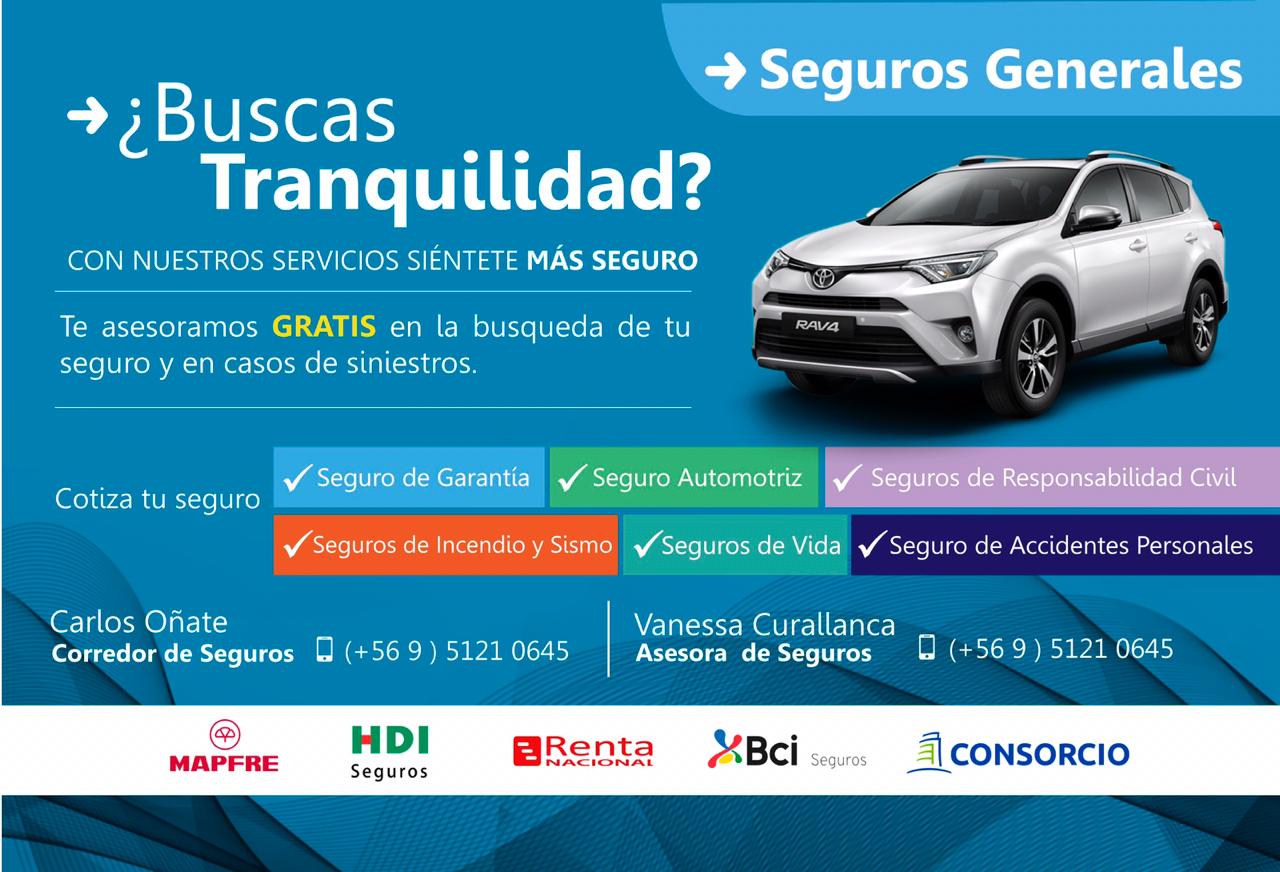 Seguros Generales
¿Buscas
Tranquilidad?
CON NUESTROS SERVICIOS SIÉNTETE MÁS SEGURO
Te asesoramos GRATIS en la busqueda de tu
seguro y en casos de siniestros.
RAV4
Cotiza tu seguro
Seguro de Garantía
Seguro Automotriz
Seguros de Responsabilidad Civil
Seguros de Incendio y Sismo
Seguros de Vida
Seguro de Accidentes Personales
Carlos Oñate
Corredor de Seguros
(+56 9 ) 5121 0645
Vanessa Curallanca
Asesora de Seguros
(+56 9 ) 5121 0645
MAPFRE
HDI
Seguros
Renta
NACIONAL
Bci Seguros
CONSORCIO